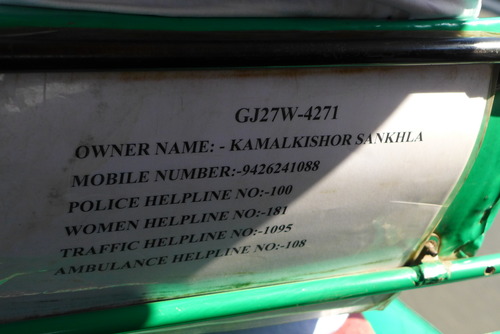 GJ27W-4271
OWNER NAME: - KAMALKISHOR SANKHLA
MOBILE NUMBER:-9426241088
POLICE HELPLINE NO:-100
WOMEN HELPLINE NO:-181
TRAFFIC HELPLINE NO:-1095
AMBULANCE HELPLINE NO:-108